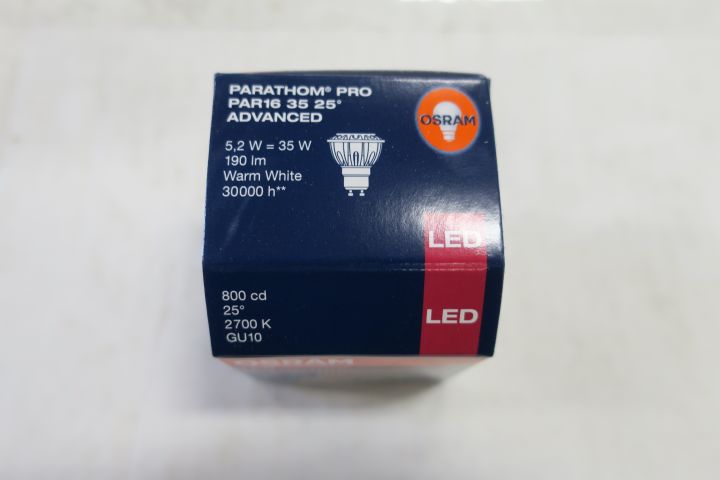 PARATHOM® PRO
PAR16 35 25°
ADVANCED
OSRAM
5,2 W = 35 W
190 lm
Warm White
30000 h**
LED
800 cd
25°
2700 K
GU10
LED
OSRAM